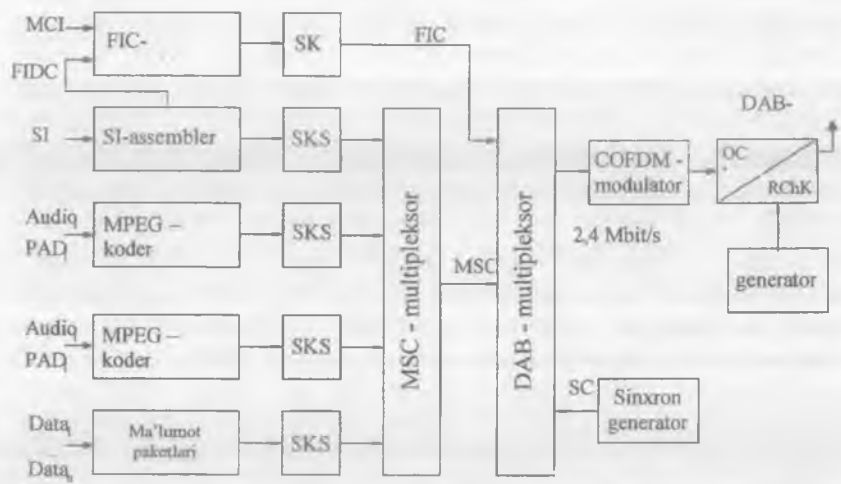 MCI
FIC-
SK
FIC
FIDC
DAB-
SI
SI-assembler
SKS
COFDM -
modulator
OC
RChK
Audio
PAD
MPEG –
koder
SKS
2,4 Mbit/s
MSC - multipleksor
MSC
DAB - multipleksor
generator
Audio
PAD
MPEG –
koder
SKS
SC
Sinxron
generator
Data
Ma'lumot
paketlari
SKS
Data